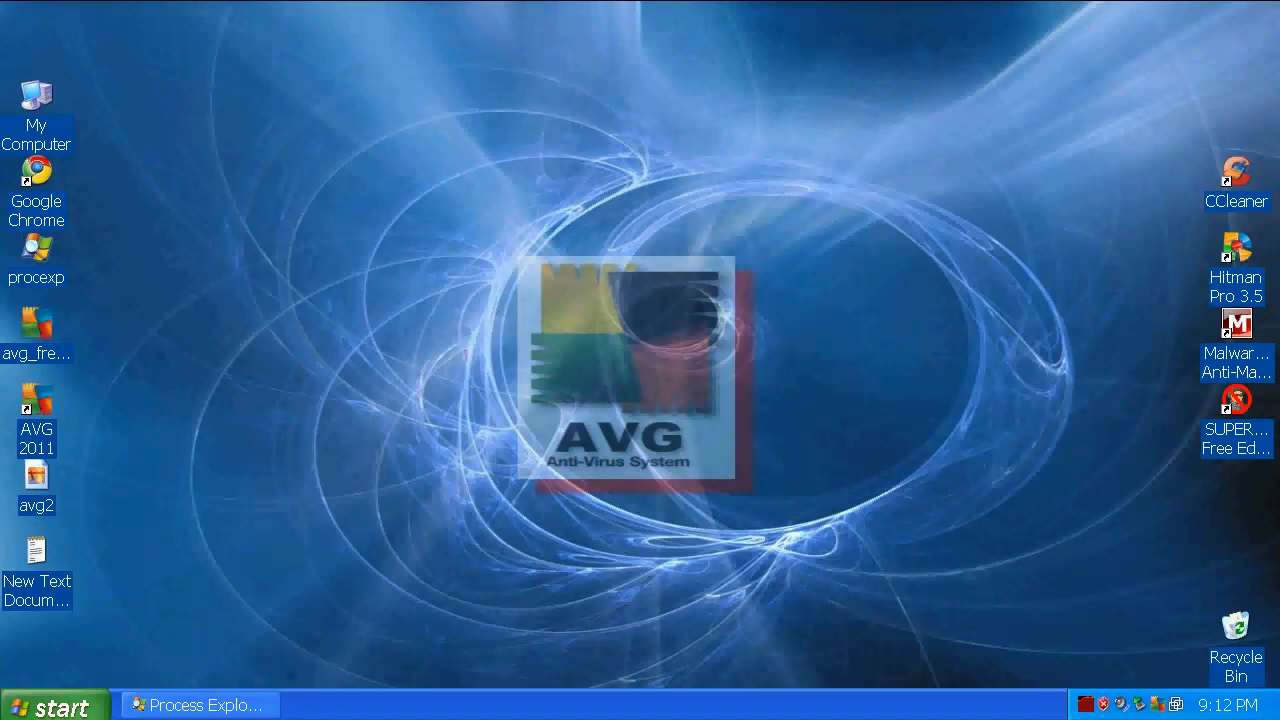 My
Computer
Google
Chrome
procexp
avg_fre...
AVG
2011
avg2
New Text
Docum...
AVG
Anti-Virus System
CCleaner
Hitman
Pro 3.5
Malwar...
Anti-Ma...
SUPER...
Free Ed...
Recycle
Bin
start
Process Explo...
9:12 PM